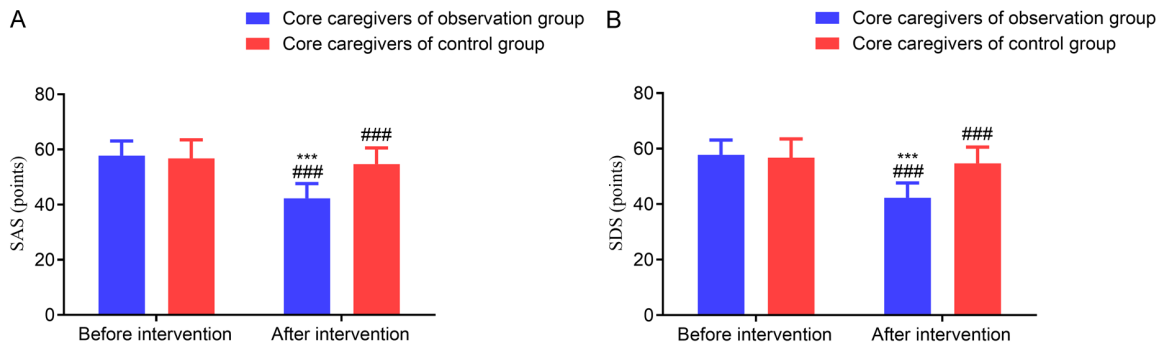 A
Core caregivers of observation group
Core caregivers of control group
SAS (points)
80
60
40
20
0
***
###
###
Before intervention
After intervention
B
Core caregivers of observation group
Core caregivers of control group
SDS (points)
80
60
40
20
0
***
###
###
Before intervention
After intervention